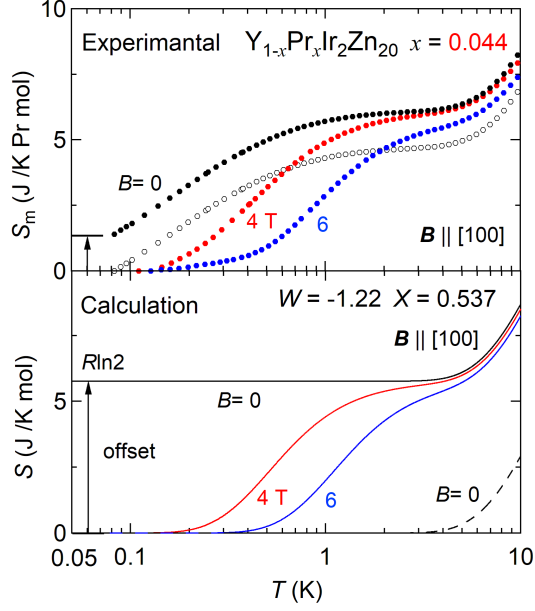 Experimantal Y1-xPrxIr2Zn20 x = 0.044
10
Sm (J /K Pr mol)
5
B= 0
4 T
6
B || [100]
0
Calculation W = -1.22 X = 0.537
B || [100]
Rln2
S (J /K mol)
5
B= 0
offset
4 T
6
B= 0
0
0.05 0.1 1 10
T (K)